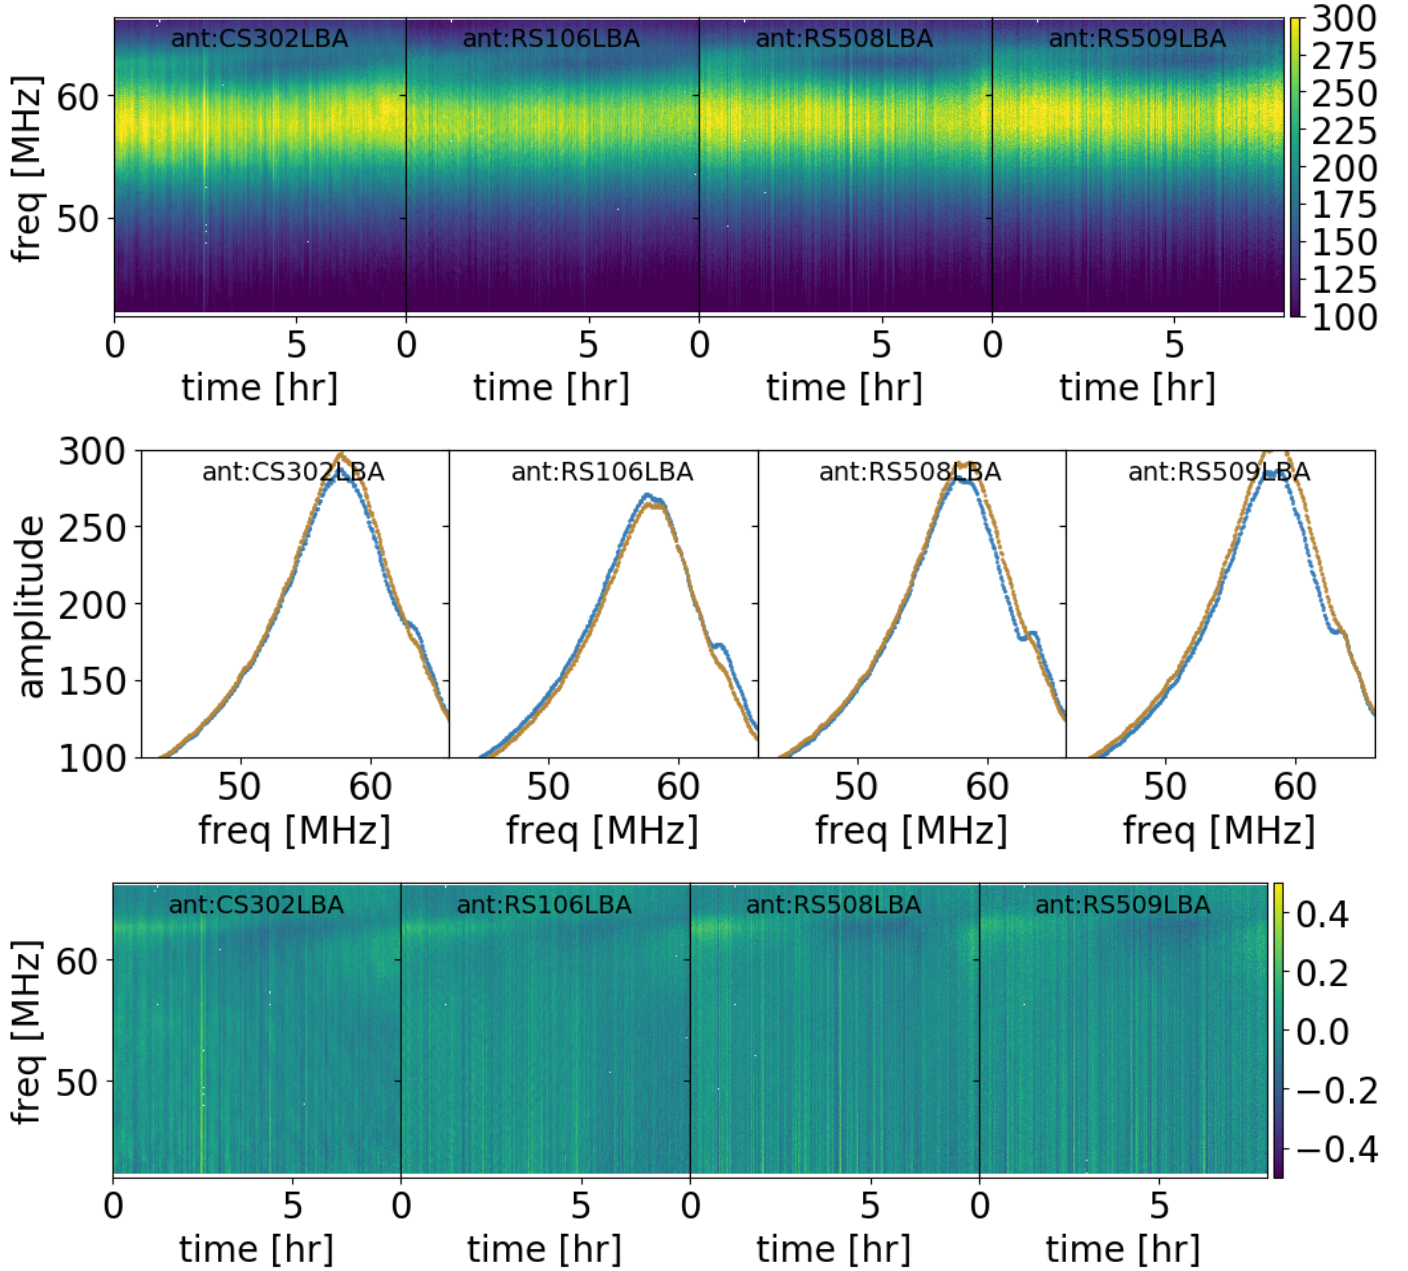 ant:CS302LBA ant:RS106LBA ant:RS508LBA ant:RS509LBA
freq [MHz]
60
50
300
275
250
225
200
175
150
125
100
0 5 0 5 0 5 0 5
time [hr] time [hr] time [hr] time [hr]
ant:CS302LBA ant:RS106LBA ant:RS508LBA ant:RS509LBA
amplitude
300
250
200
150
100
50 60 50 60 50 60 50 60
freq [MHz] freq [MHz] freq [MHz] freq [MHz]
ant:CS302LBA ant:RS106LBA ant:RS508LBA ant:RS509LBA
freq [MHz]
60
50
0.4
0.2
0.0
−0.2
−0.4
0 5 0 5 0 5 0 5
time [hr] time [hr] time [hr] time [hr]